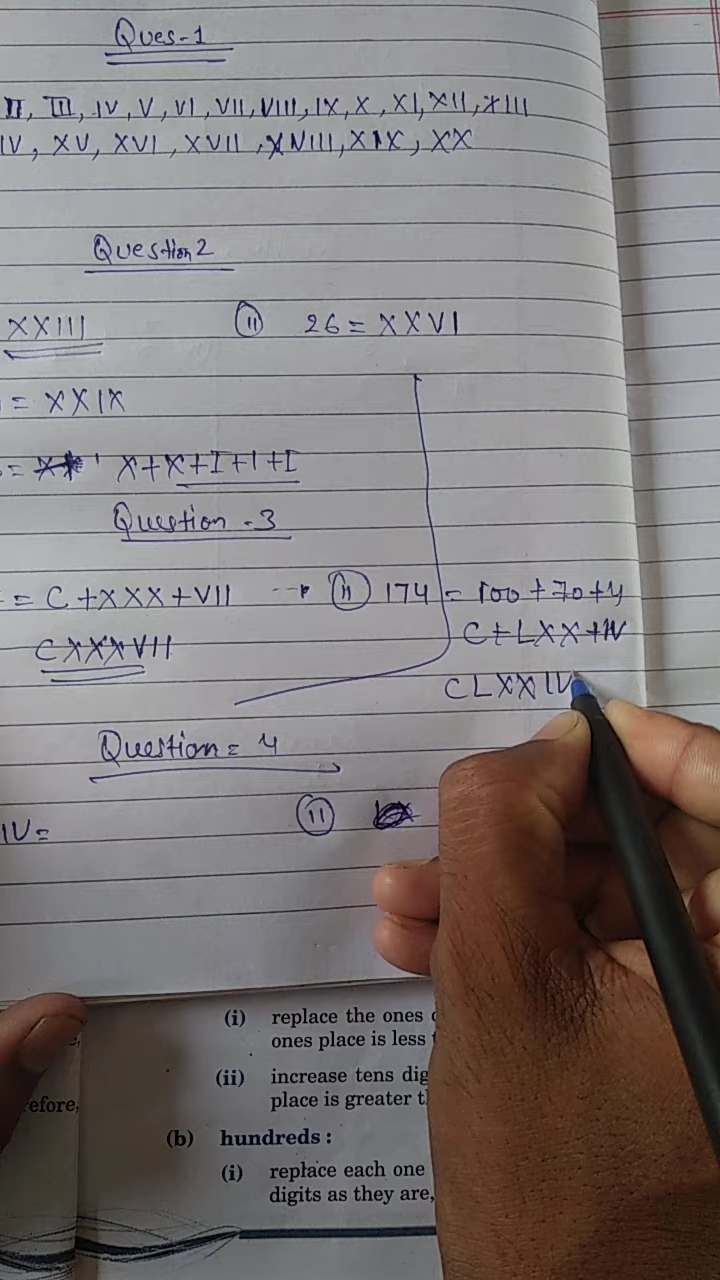 Ques-1
II, III, IV, V, VI, VII, VIII, IX, X, XI, XII, XIII
IV, XV, XVI, XVII, XVIII, XIX, XX
Question 2
XXIII (ii) 26 = XXVI
= XXIX
= X+X+I+I+I
Question -3
= C+XXX+VII (ii) 174 = 100+70+4
C+LXX+IV
CXXXVII
CLXXIV
Question = 4
IV= (ii)
(i) replace the ones
ones place is less
(ii) increase tens dig
efore, place is greater t
(b) hundreds :
(i) replace each one
digits as they are,